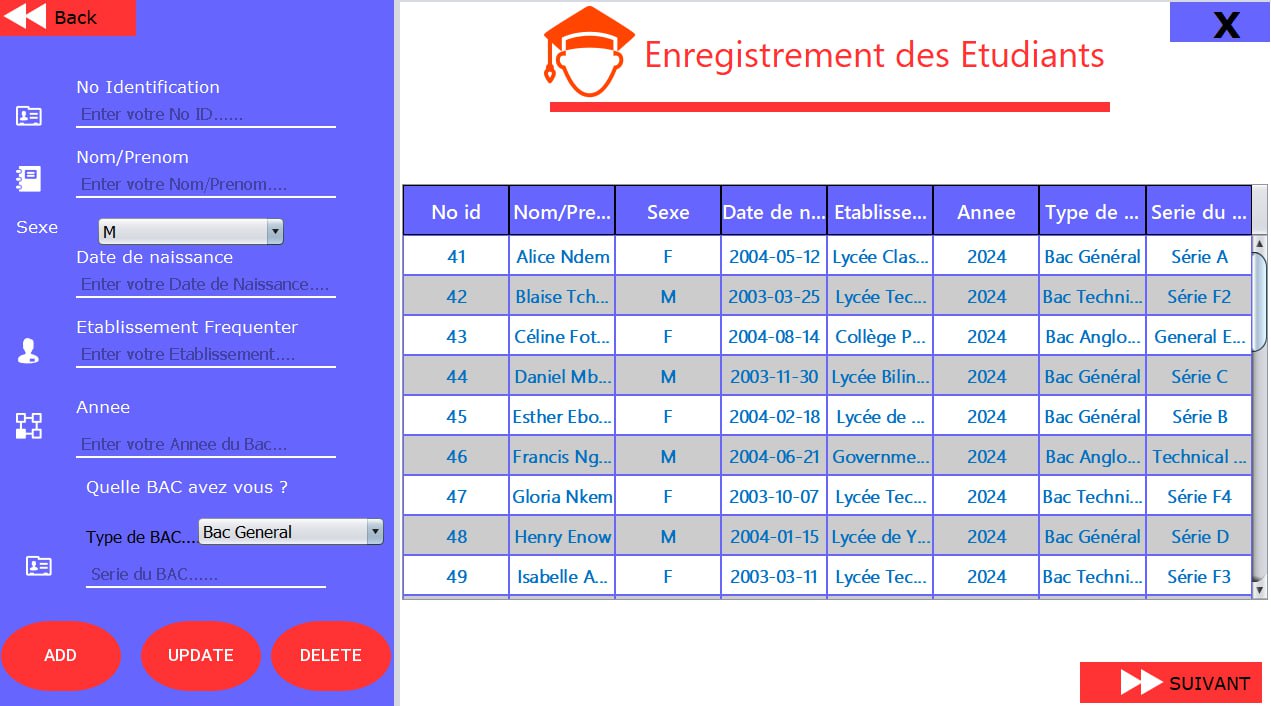 Back
No Identification
Enter votre No ID......
Nom/Prenom
Enter votre Nom/Prenom....
Sexe
M
Date de naissance
Enter votre Date de Naissance....
Etablissement Frequenter
Enter votre Etablissement....
Annee
Enter votre Annee du Bac...
Quelle BAC avez vous ?
Type de BAC.... Bac General
Serie du BAC......
ADD UPDATE DELETE
X
Enregistrement des Etudiants
No id Nom/Pre... Sexe Date de n... Etablisse... Annee Type de ... Serie du ...
41 Alice Ndem F 2004-05-12 Lycée Clas... 2024 Bac Général Série A
42 Blaise Tch... M 2003-03-25 Lycée Tec... 2024 Bac Techni... Série F2
43 Céline Fot... F 2004-08-14 Collège P... 2024 Bac Anglo... General E...
44 Daniel Mb... M 2003-11-30 Lycée Bilin... 2024 Bac Général Série C
45 Esther Ebo... F 2004-02-18 Lycée de ... 2024 Bac Général Série B
46 Francis Ng... M 2004-06-21 Governme... 2024 Bac Anglo... Technical ...
47 Gloria Nkem F 2003-10-07 Lycée Tec... 2024 Bac Techni... Série F4
48 Henry Enow M 2004-01-15 Lycée de Y... 2024 Bac Général Série D
49 Isabelle A... F 2003-03-11 Lycée Tec... 2024 Bac Techni... Série F3
SUIVANT